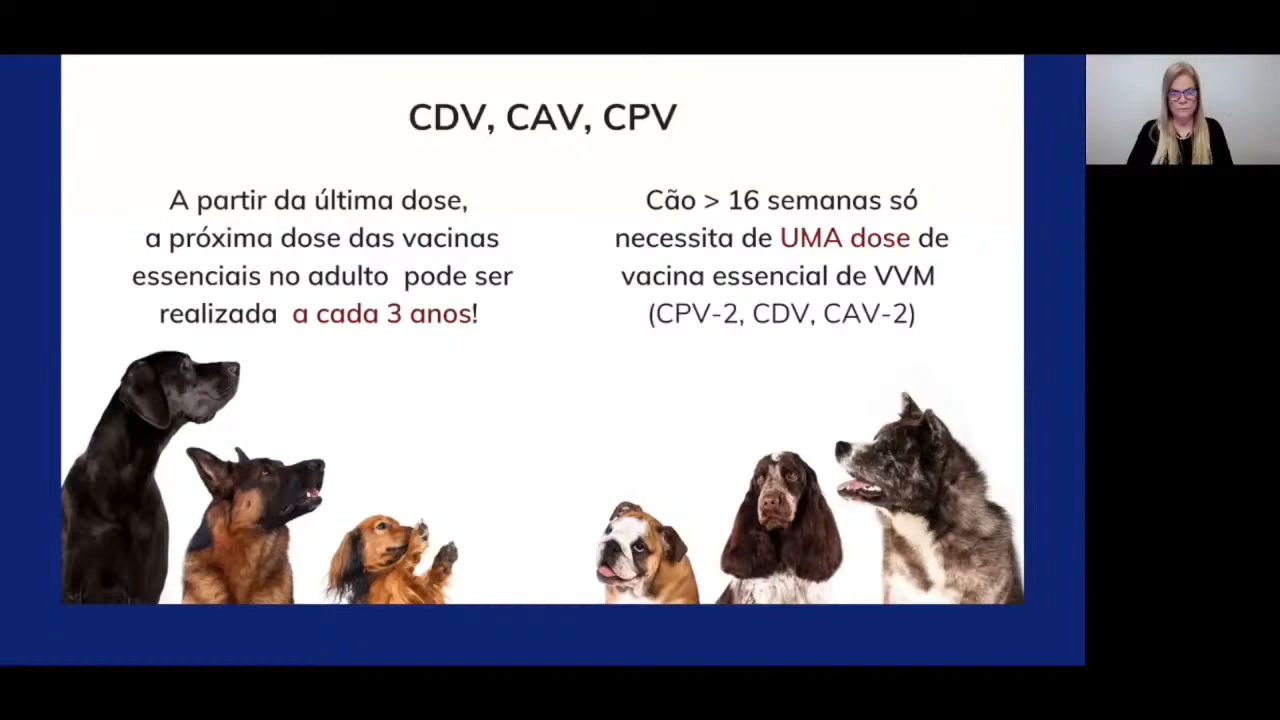 CDV, CAV, CPV
A partir da última dose,
a próxima dose das vacinas
essenciais no adulto pode ser
realizada a cada 3 anos!
Cão > 16 semanas só
necessita de UMA dose de
vacina essencial de VVM
(CPV-2, CDV, CAV-2)